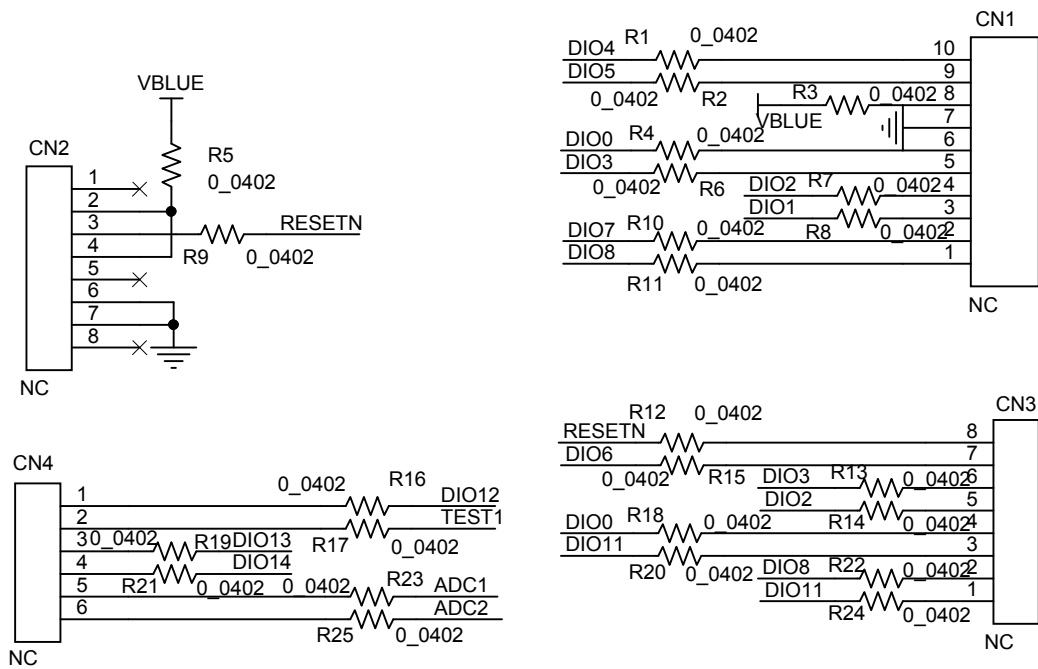 VBLUE
CN2
R5
0_0402
1
2
3
4
5
6
7
8
RESETN
R9
0_0402
NC
CN1
DIO4
R1
0_0402
10
DIO5
0_0402
R2
9
R3
0_0402
8
VBLUE
7
DIO0
R4
0_0402
6
DIO3
0_0402
R6
5
DIO2
R7
0_0402
4
DIO1
R8
0_0402
3
DIO7
R10
0_0402
2
DIO8
R11
0_0402
1
NC
CN4
1
0_0402
R16
DIO12
2
R17
0_0402
TEST1
3
0_0402
R19
DIO13
4
R21
0_0402
DIO14
5
0_0402
R23
ADC1
6
R25
0_0402
ADC2
NC
CN3
RESETN
R12
0_0402
8
DIO6
0_0402
R15
7
DIO3
R13
0_0402
6
DIO2
R14
0_0402
5
DIO0
R18
0_0402
4
DIO11
R20
0_0402
3
DIO8
R22
0_0402
2
DIO11
R24
0_0402
1
NC